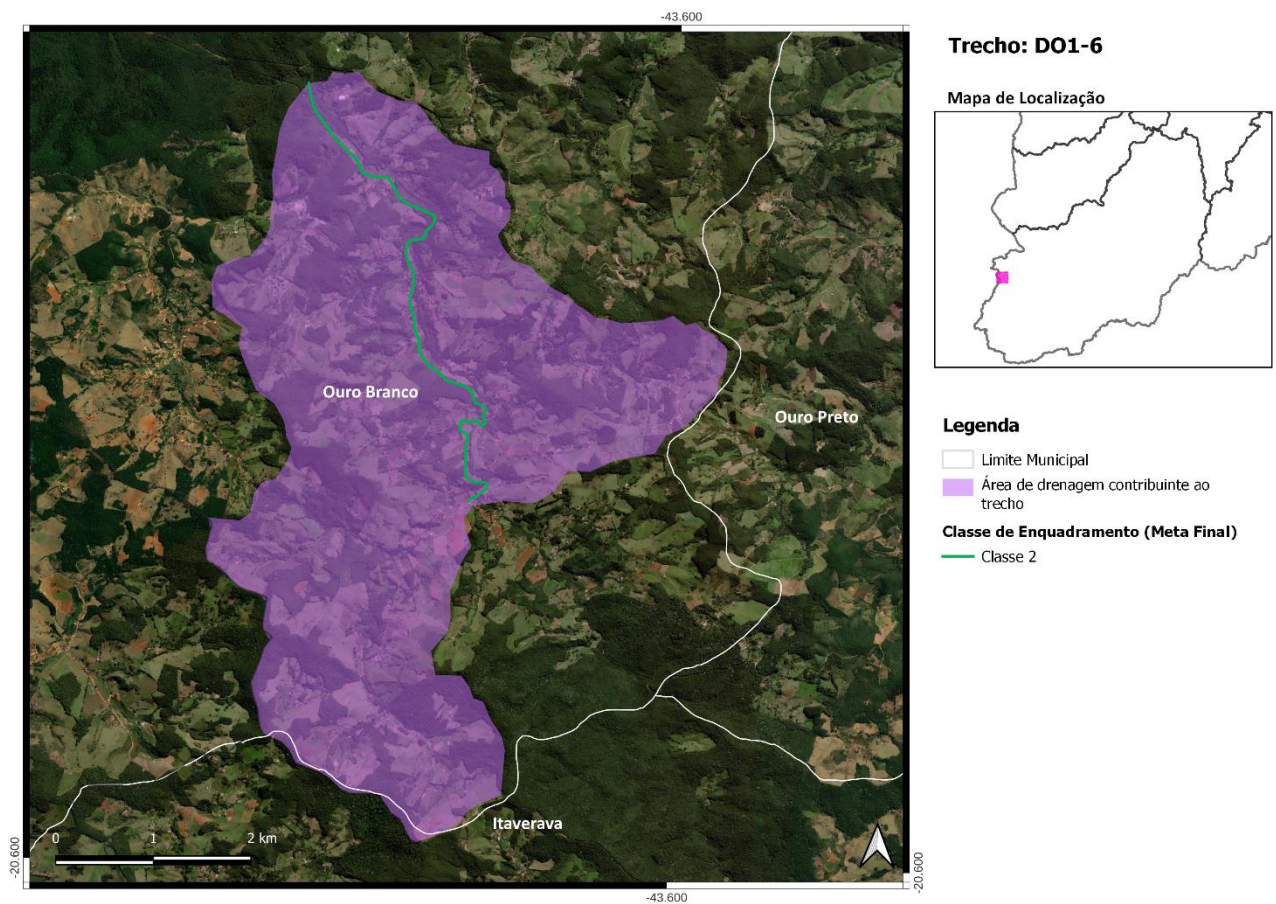 -43.600
Trecho: DO1-6
Mapa de Localização
Ouro Branco
Ouro Preto
Legenda
Limite Municipal
Área de drenagem contribuinte ao
trecho
Classe de Enquadramento (Meta Final)
Classe 2
Itaverava
0 1 2 km
-20.600
-20.600
-43.600